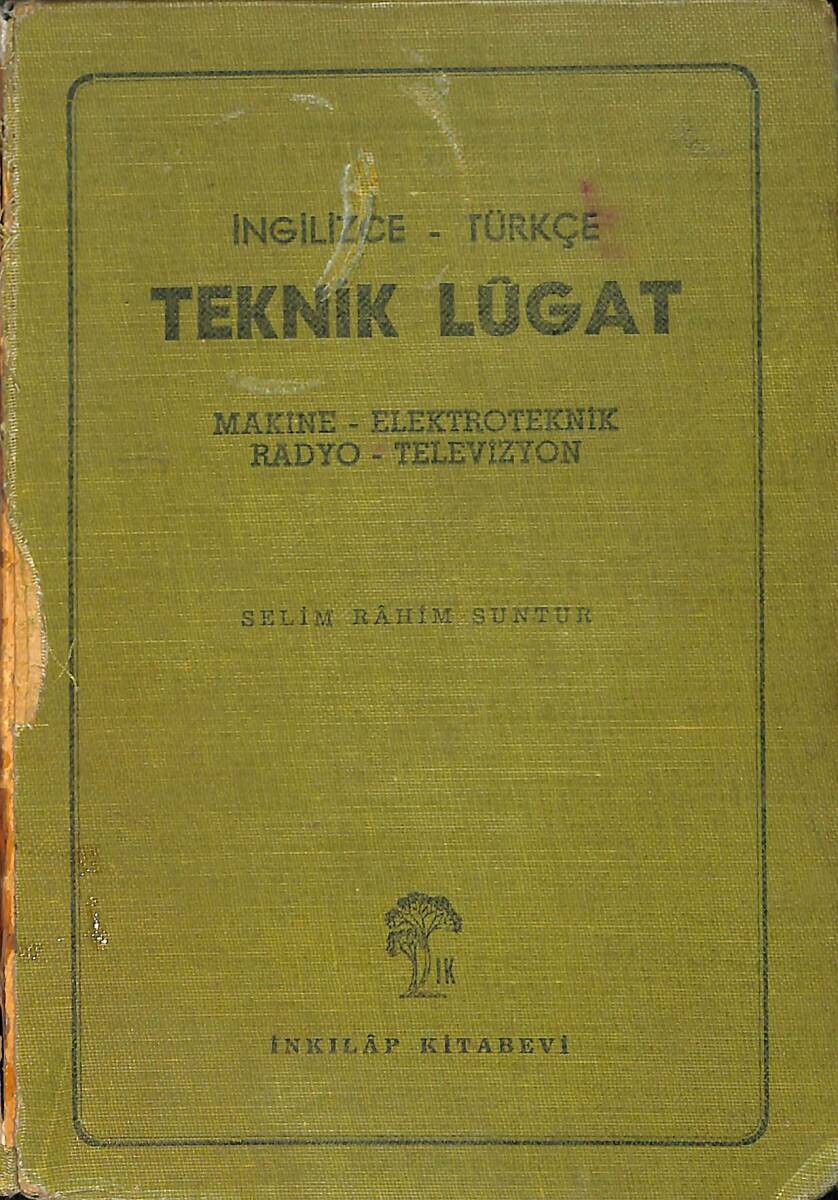 İNGİLİZCE - TÜRKÇE
TEKNİK LÛGAT
MAKİNE - ELEKTROTEKNİK
RADYO - TELEVİZYON
SELİM RÂHİM SUNTUR
IK
İNKILÂP KİTABEVİ